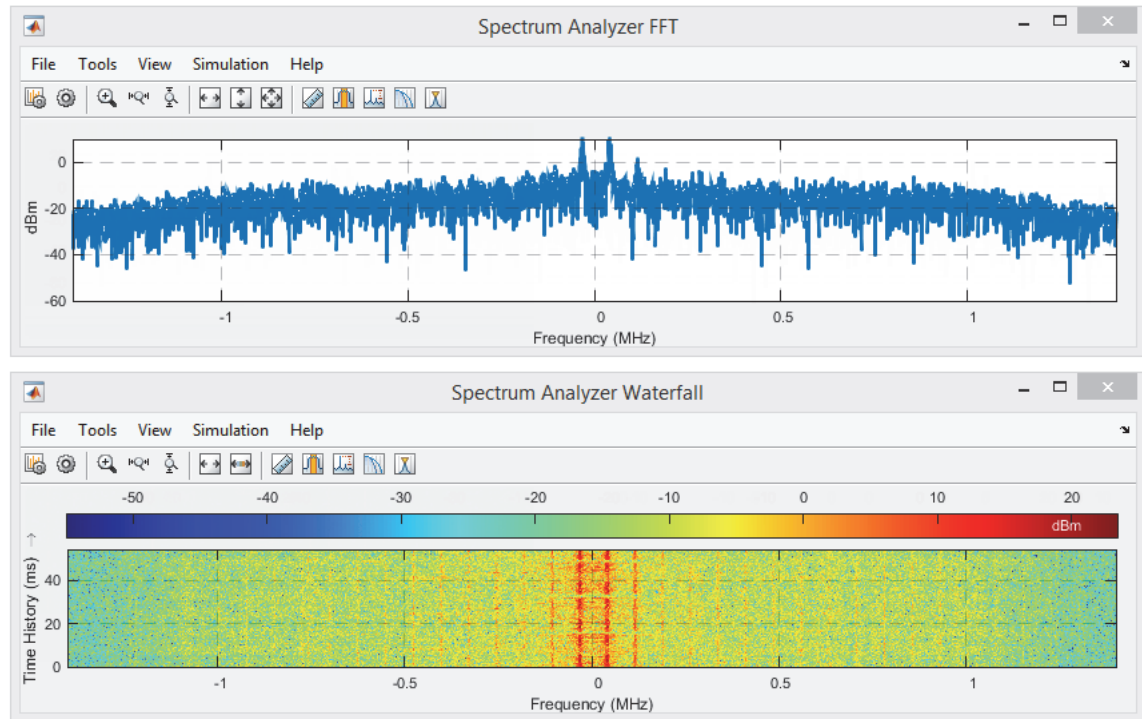 Spectrum Analyzer FFT
File Tools View Simulation Help
0
-20
-40
-60
dBm
-1 -0.5 0 0.5 1
Frequency (MHz)
Spectrum Analyzer Waterfall
File Tools View Simulation Help
-50 -40 -30 -20 -10 0 10 20
dBm
Time History (ms) →
40
20
0
-1 -0.5 0 0.5 1
Frequency (MHz)